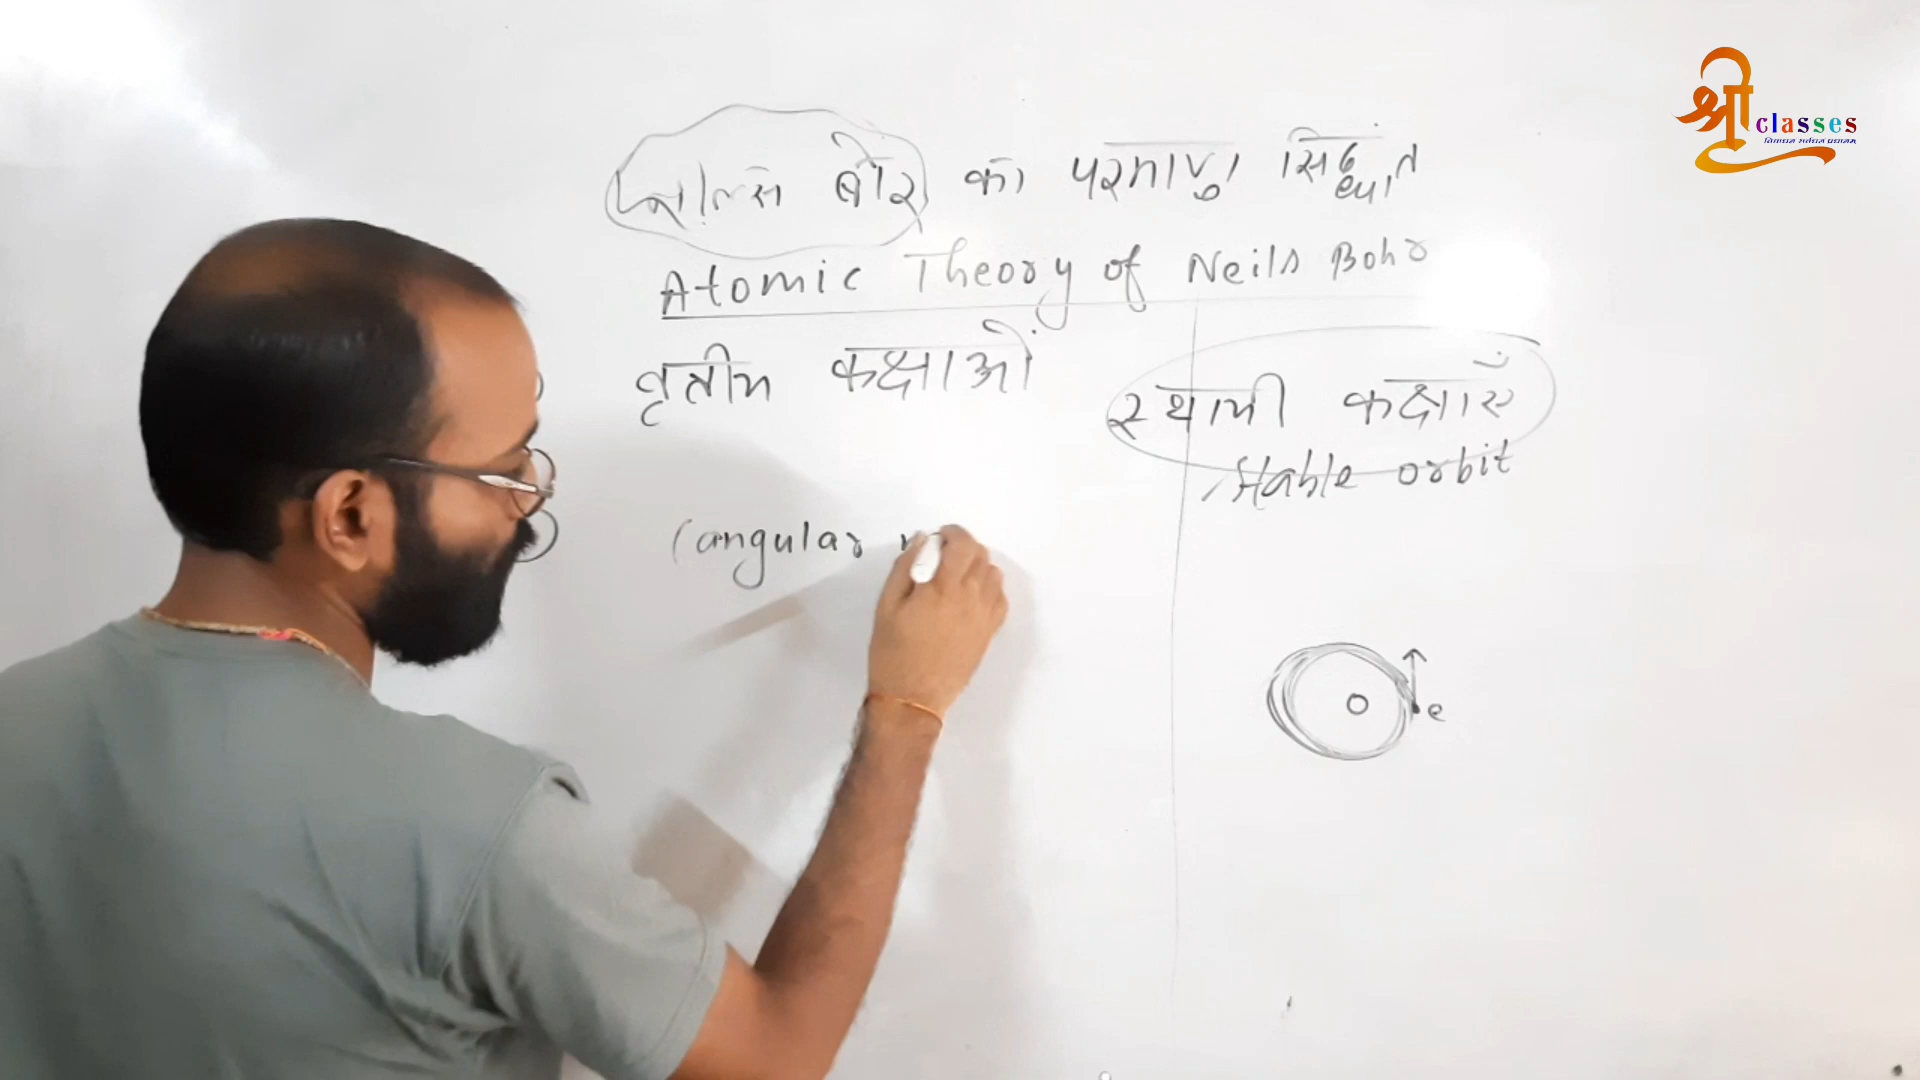 बोर का परमाणु सिद्धांत
Atomic Theory of Neils Bohr
कक्षाओं
स्थायी कक्षाएँ
Stable orbit
(angular
e
श्री classes